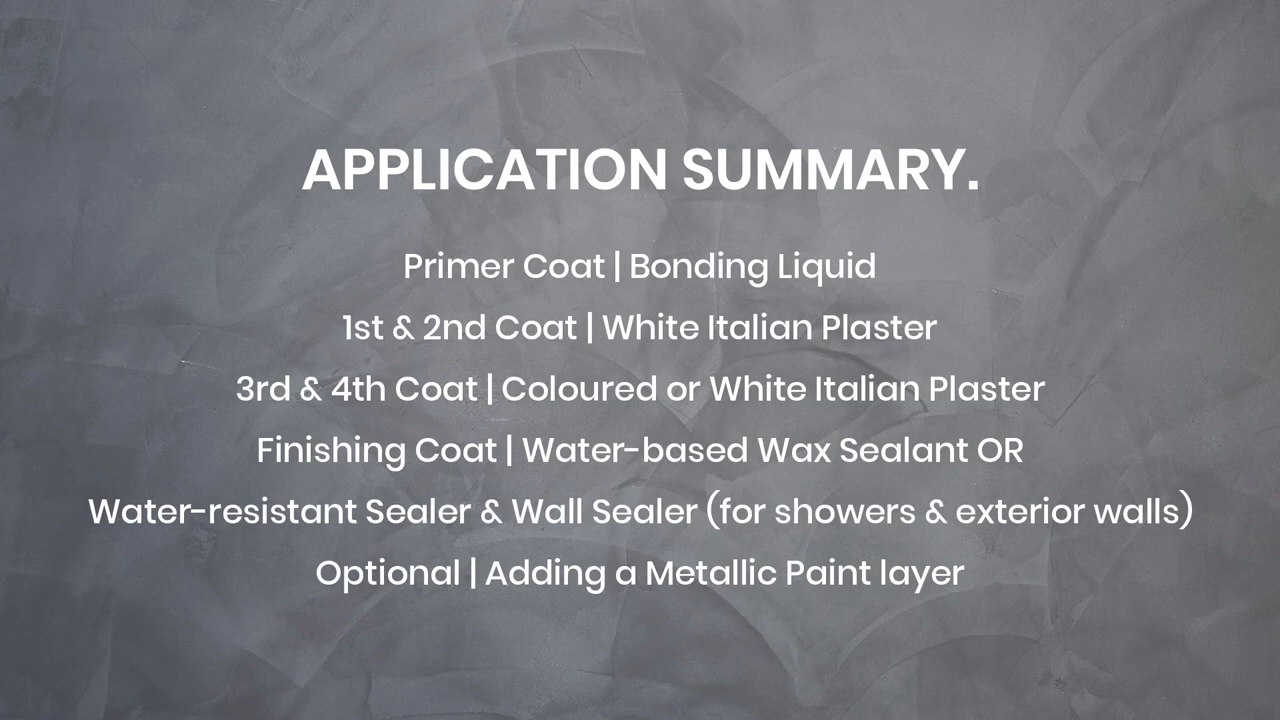 APPLICATION SUMMARY.
Primer Coat | Bonding Liquid
1st & 2nd Coat | White Italian Plaster
3rd & 4th Coat | Coloured or White Italian Plaster
Finishing Coat | Water-based Wax Sealant OR
Water-resistant Sealer & Wall Sealer (for showers & exterior walls)
Optional | Adding a Metallic Paint layer